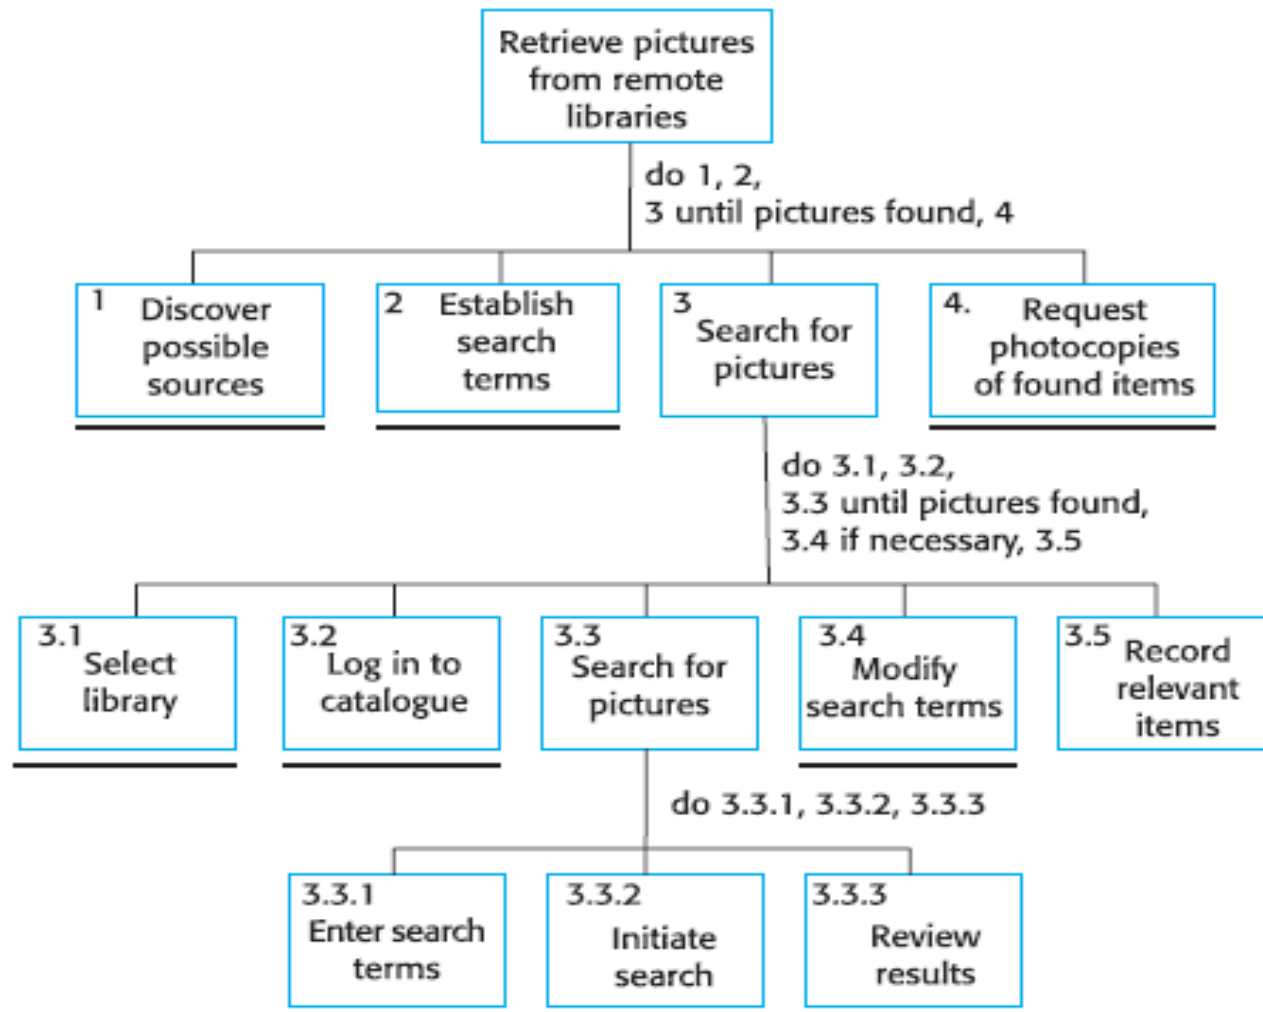 Retrieve pictures
from remote
libraries
do 1, 2,
3 until pictures found, 4
1
Discover
possible
sources
2
Establish
search
terms
3
Search for
pictures
4.
Request
photocopies
of found items
do 3.1, 3.2,
3.3 until pictures found,
3.4 if necessary, 3.5
3.1
Select
library
3.2
Log in to
catalogue
3.3
Search for
pictures
3.4
Modify
search terms
3.5
Record
relevant
items
do 3.3.1, 3.3.2, 3.3.3
3.3.1
Enter search
terms
3.3.2
Initiate
search
3.3.3
Review
results